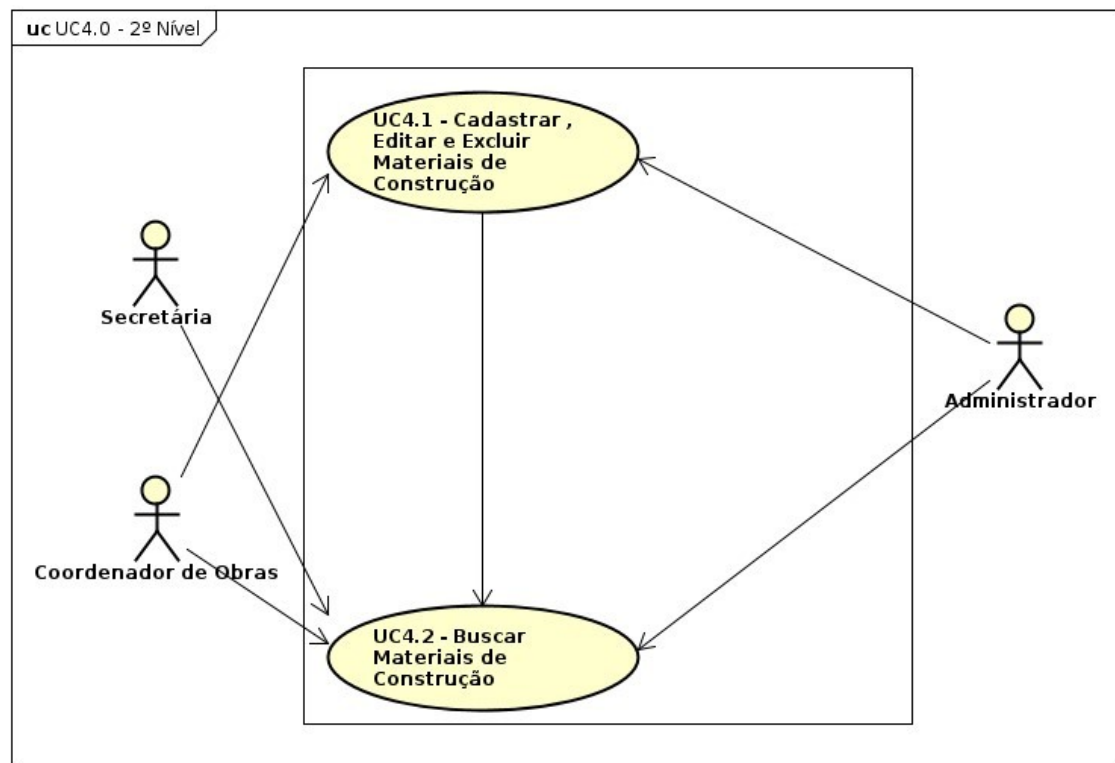 uc UC4.0 - 2º Nível
UC4.1 - Cadastrar ,
Editar e Excluir
Materiais de
Construção
Secretária
Administrador
Coordenador de Obras
UC4.2 - Buscar
Materiais de
Construção